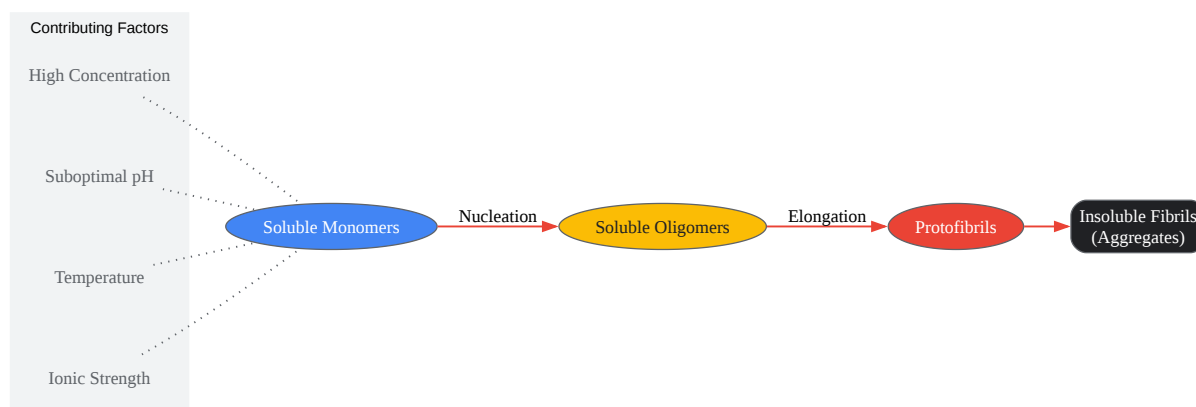 Contributing Factors
High Concentration
Suboptimal pH
Temperature
Ionic Strength
Soluble Monomers
Nucleation
Soluble Oligomers
Elongation
Protofibrils
Insoluble Fibrils
(Aggregates)